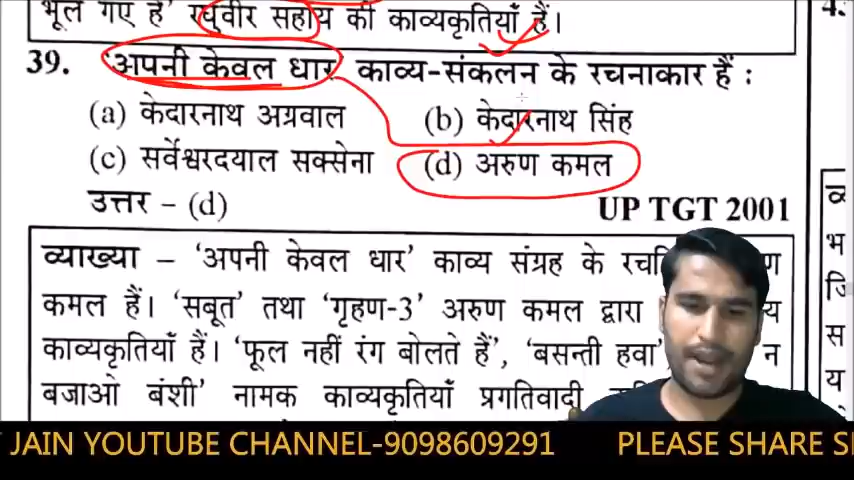 भूल गए हैं' रघुवीर सहाय की काव्यकृतियाँ हैं।
39. 'अपनी केवल धार' काव्य-संकलन के रचनाकार हैं :
(a) केदारनाथ अग्रवाल (b) केदारनाथ सिंह
(c) सर्वेश्वरदयाल सक्सेना (d) अरुण कमल
उत्तर – (d) UP TGT 2001
व्याख्या – 'अपनी केवल धार' काव्य संग्रह के
कमल हैं। 'सबूत' तथा 'गृहण-3' अरुण कमल द्वारा
काव्यकृतियाँ हैं। 'फूल नहीं रंग बोलते हैं', 'बसन्ती हवा' न
बजाओ बंशी' नामक काव्यकृतियाँ प्रगतिवादी
JAIN YOUTUBE CHANNEL-9098609291 PLEASE SHARE